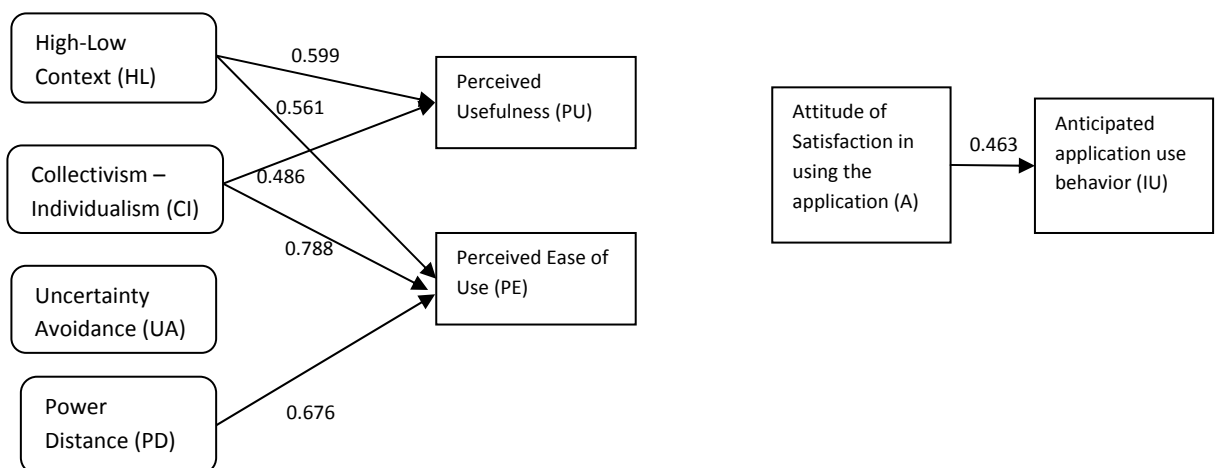 High-Low
Context (HL)
0.599
0.561
Perceived
Usefulness (PU)
Collectivism –
Individualism (CI)
0.486
0.788
Perceived Ease of
Use (PE)
Uncertainty
Avoidance (UA)
Power
Distance (PD)
0.676
Attitude of
Satisfaction in
using the
application (A)
0.463
Anticipated
application use
behavior (IU)